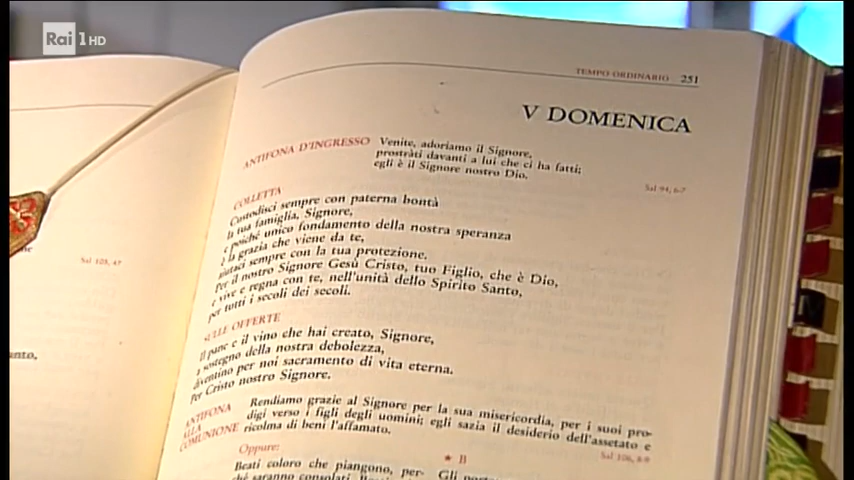 Rai 1 HD
TEMPO ORDINARIO 251
V DOMENICA
ANTIFONA D'INGRESSO
Venite, adoriamo il Signore,
prostràti davanti a lui che ci ha fatti;
egli è il Signore nostro Dio.
Sal 94, 6-7
COLLETTA
Custodisci sempre con paterna bontà
la tua famiglia, Signore,
e poiché unico fondamento della nostra speranza
è la grazia che viene da te,
aiutaci sempre con la tua protezione.
Per il nostro Signore Gesù Cristo, tuo Figlio, che è Dio,
e vive e regna con te, nell'unità dello Spirito Santo,
per tutti i secoli dei secoli.
SULLE OFFERTE
Il pane e il vino che hai creato, Signore,
a sostegno della nostra debolezza,
diventino per noi sacramento di vita eterna.
Per Cristo nostro Signore.
ANTIFONA
ALLA
COMUNIONE
Rendiamo grazie al Signore per la sua misericordia, per i suoi pro-
digi verso i figli degli uomini; egli sazia il desiderio dell'assetato e
ricolma di beni l'affamato.
Sal 106, 8-9
Oppure:
Beati coloro che piangono, per-
ché saranno consolati.
★ B
Gli
Sal 105, 47
anto,